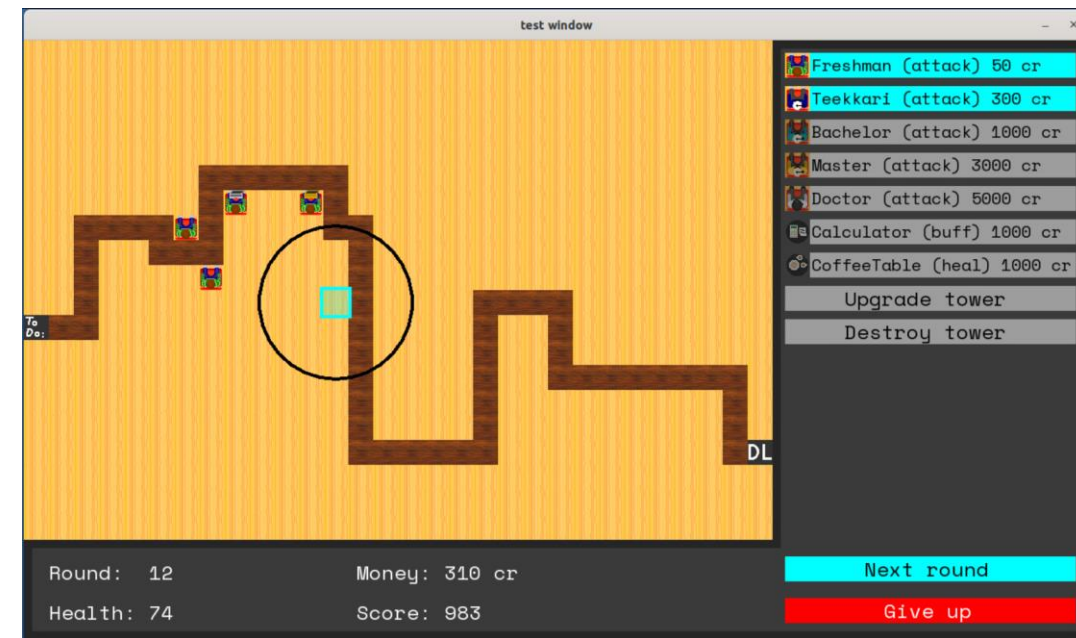 test window
Freshman (attack) 50 cr
Teekkari (attack) 300 cr
Bachelor (attack) 1000 cr
Master (attack) 3000 cr
Doctor (attack) 5000 cr
Calculator (buff) 1000 cr
CoffeeTable (heal) 1000 cr
Upgrade tower
Destroy tower
To
Do:
DL
Round: 12
Money: 310 cr
Next round
Health: 74
Score: 983
Give up